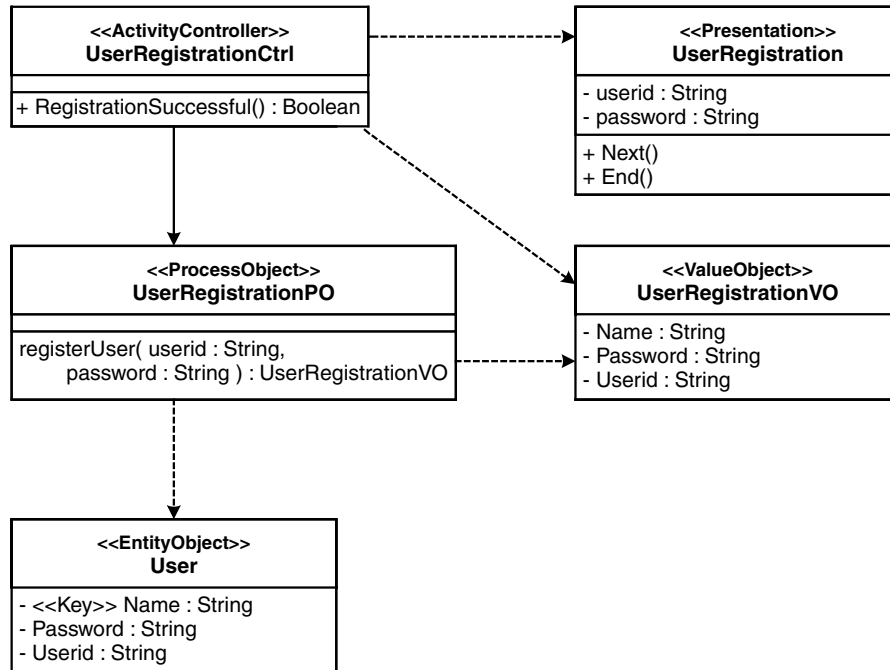 <<ActivityController>>
UserRegistrationCtrl
+ RegistrationSuccessful() : Boolean
<<Presentation>>
UserRegistration
- userid : String
- password : String
+ Next()
+ End()
<<ProcessObject>>
UserRegistrationPO
registerUser( userid : String,
password : String ) : UserRegistrationVO
<<ValueObject>>
UserRegistrationVO
- Name : String
- Password : String
- Userid : String
<<EntityObject>>
User
- <<Key>> Name : String
- Password : String
- Userid : String